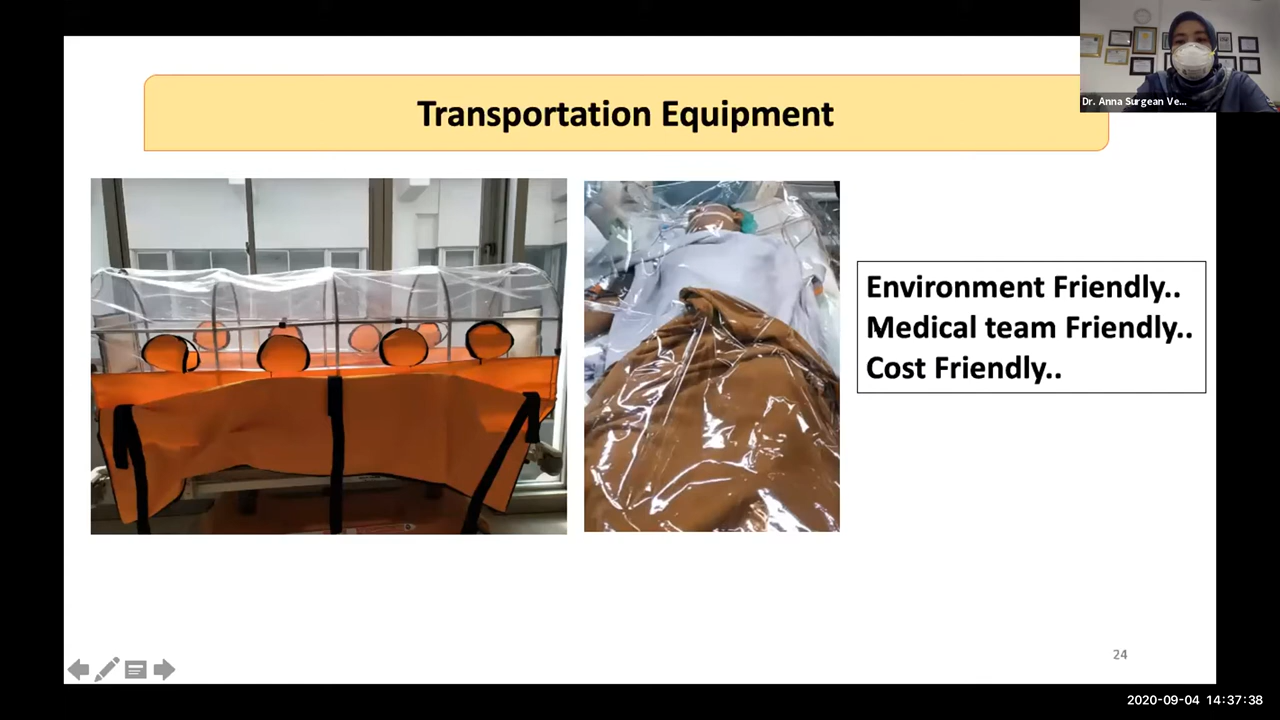 Transportation Equipment
Dr. Anna Surgean Ve...
Environment Friendly..
Medical team Friendly..
Cost Friendly..
24
2020-09-04 14:37:38